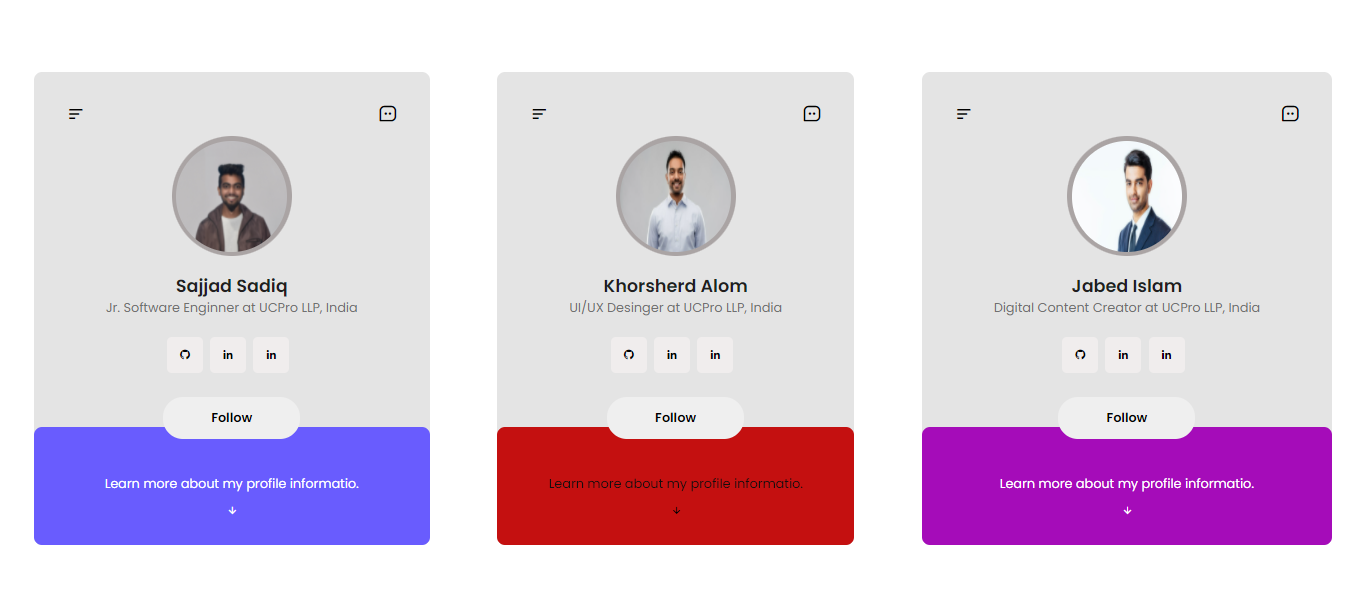 Sajjad Sadiq
Jr. Software Enginner at UCPro LLP, India
in in
Follow
Learn more about my profile informatio.
Khorsherd Alom
UI/UX Desinger at UCPro LLP, India
in in
Follow
Learn more about my profile informatio.
Jabed Islam
Digital Content Creator at UCPro LLP, India
in in
Follow
Learn more about my profile informatio.